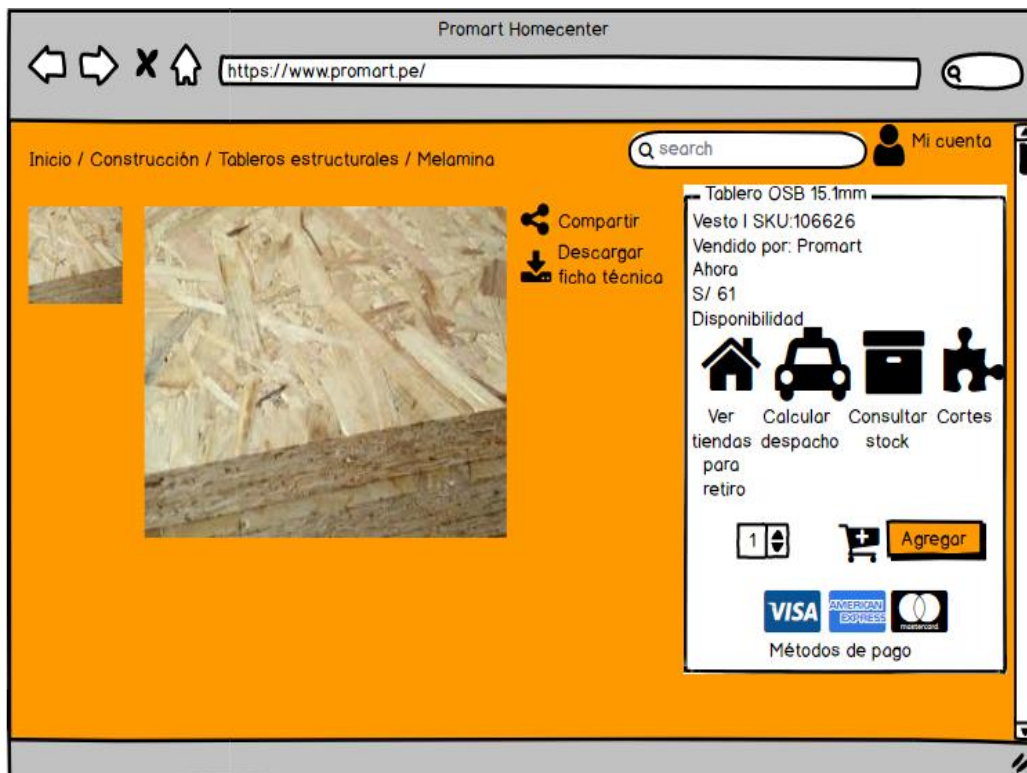 Promart Homecenter
https://www.promart.pe/
Inicio / Construcción / Tableros estructurales / Melamina
search
Mi cuenta
Compartir
Descargar
ficha técnica
Tablero OSB 15.1mm
Vesto | SKU:106626
Vendido por: Promart
Ahora
S/ 61
Disponibilidad
Ver
tiendas
para
retiro
Calcular
despacho
Consultar
stock
Cortes
1
Agregar
VISA
AMERICAN
EXPRESS
mastercard
Métodos de pago